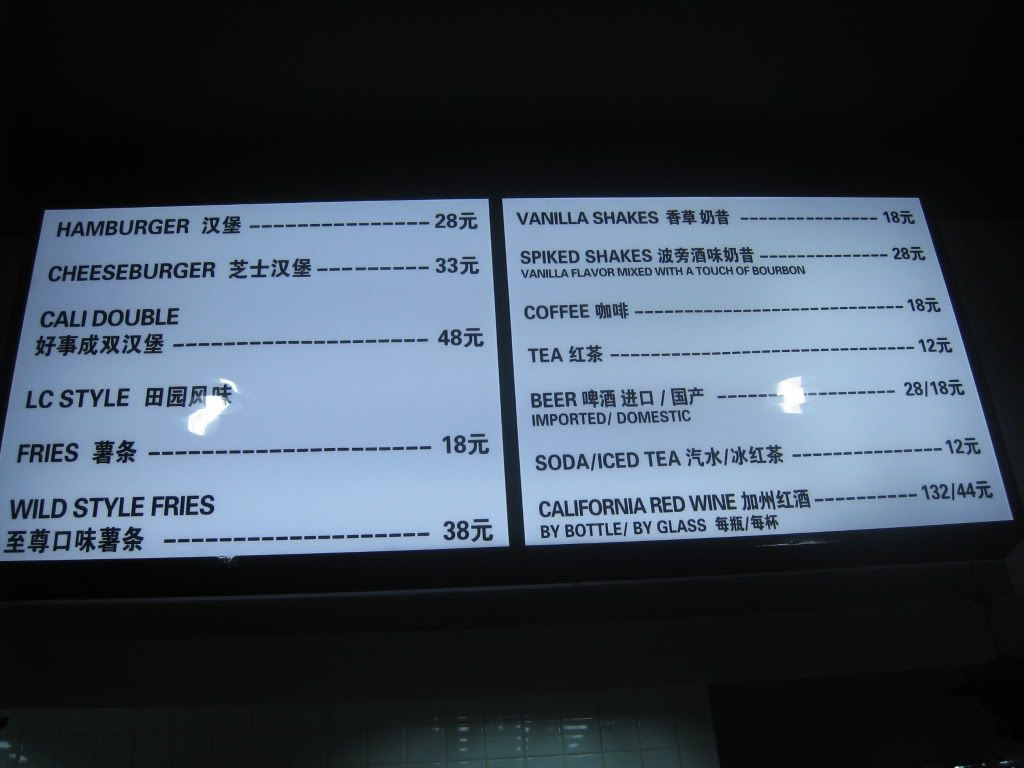 HAMBURGER 汉堡 ---------------- 28元
CHEESEBURGER 芝士汉堡 ---------- 33元
CALI DOUBLE
好事成双汉堡 --------------------- 48元
LC STYLE 田园风味
FRIES 薯条 ----------------------- 18元
WILD STYLE FRIES
至尊口味薯条 --------------------- 38元
VANILLA SHAKES 香草 奶昔 --------------- 18元
SPIKED SHAKES 波旁酒味奶昔 -------------- 28元
VANILLA FLAVOR MIXED WITH A TOUCH OF BOURBON
COFFEE 咖啡 ----------------------------- 18元
TEA 红茶 -------------------------------- 12元
BEER 啤酒 进口 / 国产 ----------------- 28/18元
IMPORTED/ DOMESTIC
SODA/ICED TEA 汽水/冰红茶 -------------- 12元
CALIFORNIA RED WINE 加州红酒 ---------- 132/44元
BY BOTTLE/ BY GLASS 每瓶/每杯